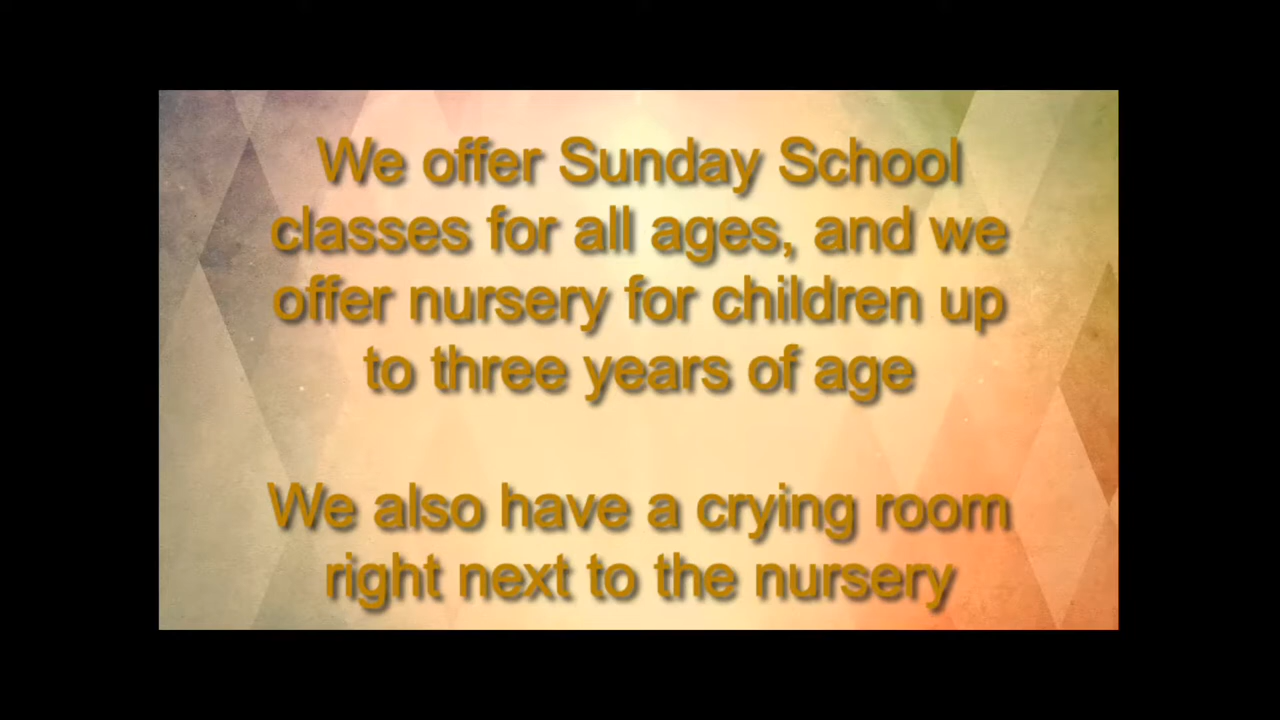 We offer Sunday School
classes for all ages, and we
offer nursery for children up
to three years of age
We also have a crying room
right next to the nursery